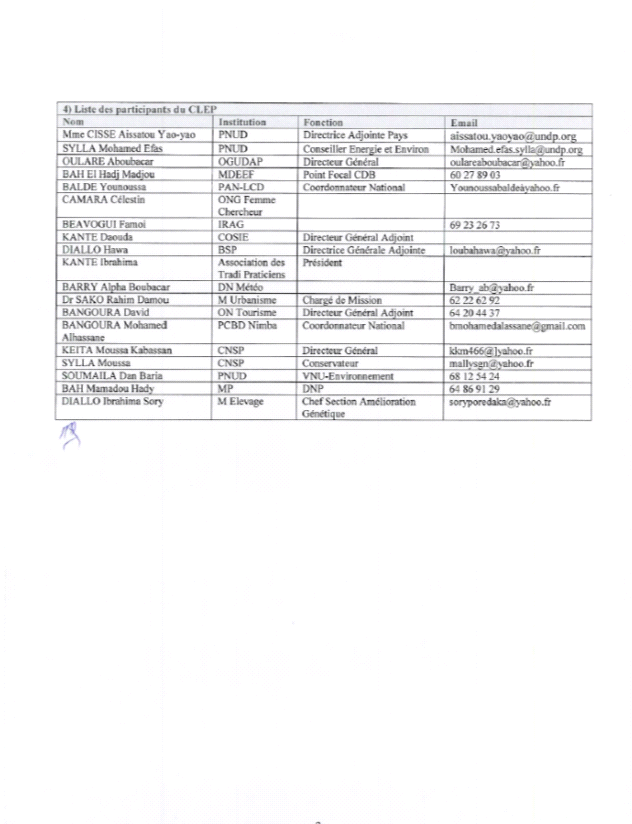 4) Liste des participants du CLEP
Nom Institution Fonction Email
Mme CISSE Aissatou Yao-yao PNUD Directrice Adjointe Pays aissatou.yaoyao@undp.org
SYLLA Mohamed Efas PNUD Conseiller Energie et Environ Mohamed.efas.sylla@undp.org
OULARE Aboubacar OGUDAP Directeur Général oulareaboubacar@yahoo.fr
BAH El Hadj Madjou MDEEF Point Focal CDB 60 27 89 03
BALDE Younoussa PAN-LCD Coordonnateur National
CAMARA Célestin ONG Femme
Chercheur
BEAVOGUI Famoi IRAG 69 23 26 73
KANTE Daouda COSIE Directeur Général Adjoint
DIALLO Hawa BSP Directrice Générale Adjointe loubahawa@yahoo.fr
KANTE Ibrahima Association des Président
Tradi Praticiens
BARRY Alpha Boubacar DN Météo Barry_ab@yahoo.fr
Dr SAKO Rahim Damou M Urbanisme Chargé de Mission 62 22 62 92
BANGOURA David ON Tourisme Directeur Général Adjoint 64 20 44 37
BANGOURA Mohamed PCBD Nimba Coordonnateur National bmohamedalassane@gmail.com
Alhassane
KEITA Moussa Kabassan CNSP Directeur Général kkm466@]yahoo.fr
SYLLA Moussa CNSP Conservateur mallysgn@yahoo.fr
SOUMAILA Dan Baria PNUD VNU-Environnement 68 12 54 24
BAH Mamadou Hady MP DNP 64 86 91 29
DIALLO Ibrahima Sory M Elevage Chef Section Amélioration soryporedaka@yahoo.fr
Génétique